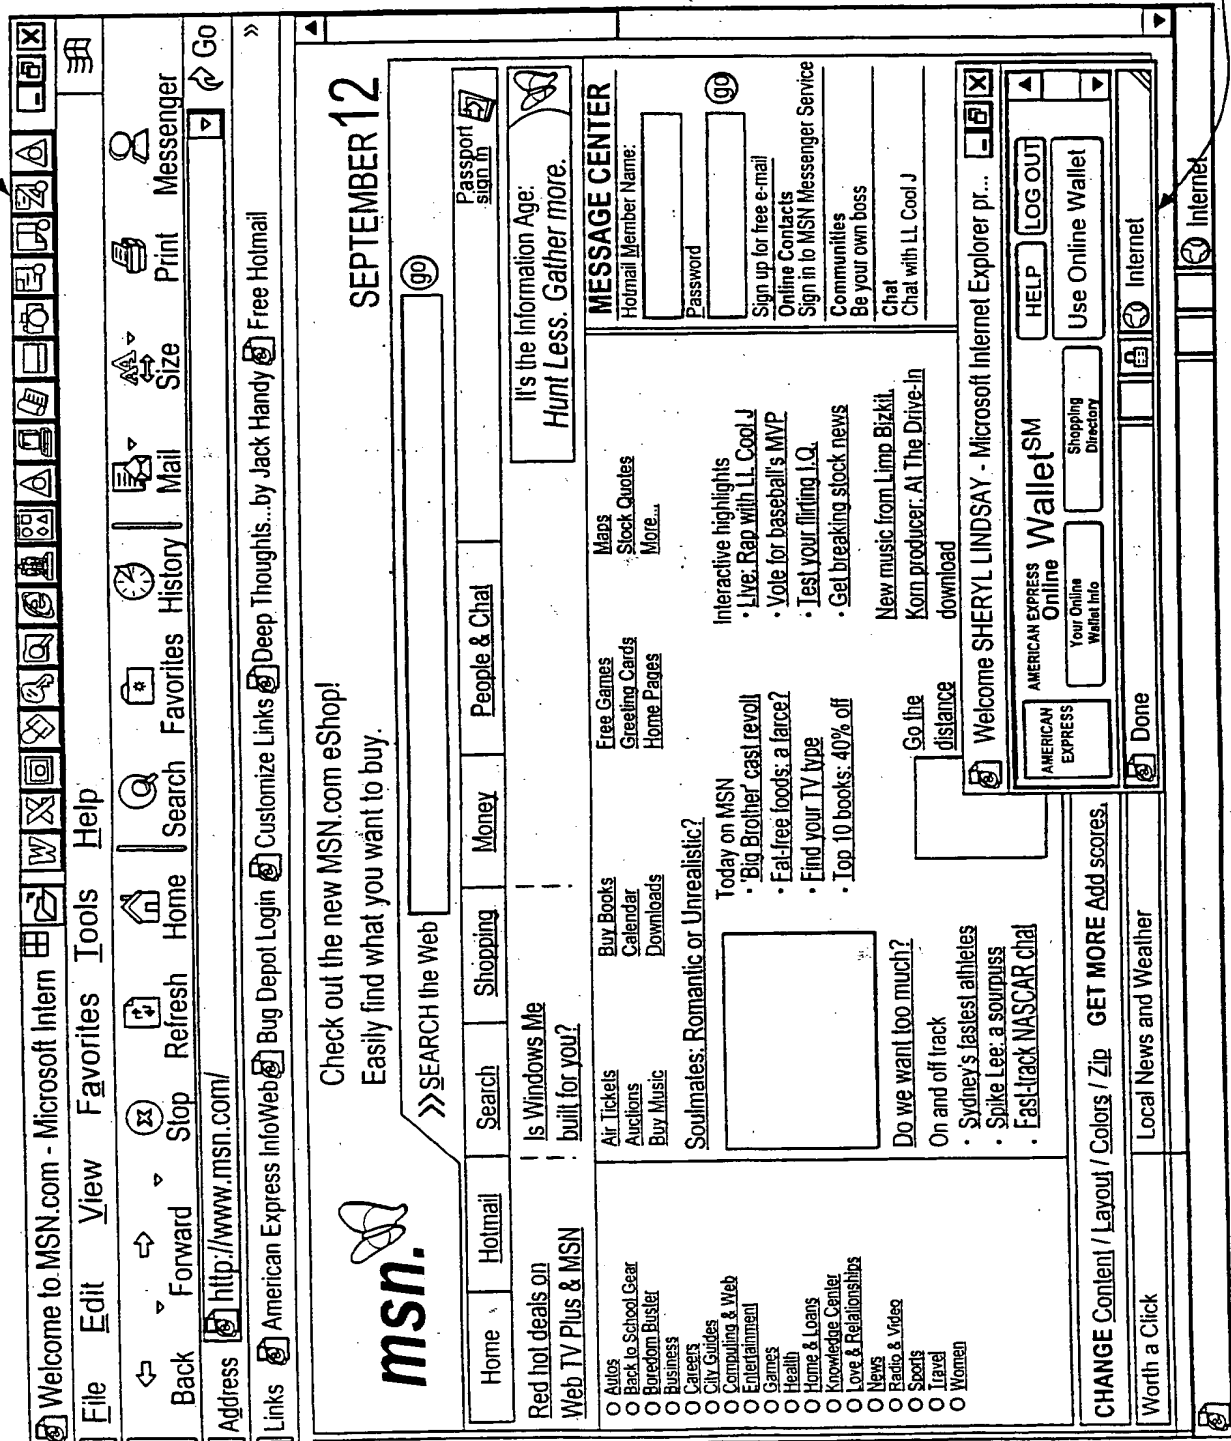 Welcome to MSN.com - Microsoft Intern
File Edit View Favorites Tools Help
Back Forward Stop Refresh Home Search Favorites History Mail Size Print Messenger
Address http://www.msn.com/ Go
Links American Express InfoWeb Bug Depot Login Customize Links Deep Thoughts...by Jack Handy Free Hotmail »
msn.
Check out the new MSN.com eShop!
Easily find what you want to buy.
SEPTEMBER 12
>>SEARCH the Web go
Home Hotmail Search Shopping Money People & Chat Passport sign in
Red hot deals on
Web TV Plus & MSN
Is Windows Me
built for you?
It's the Information Age:
Hunt Less. Gather more.
Autos
Back to School Gear
Boredom Buster
Business
Careers
City Guides
Computing & Web
Entertainment
Games
Health
Home & Loans
Knowledge Center
Love & Relationships
News
Radio & Video
Sports
Travel
Women
Air Tickets Buy Books Free Games Maps
Auctions Calendar Greeting Cards Stock Quotes
Buy Music Downloads Home Pages More...
Soulmates: Romantic or Unrealistic?
Do we want too much?
On and off track
· Sydney's fastest athletes
· Spike Lee: a sourpuss
· Fast-track NASCAR chat
Today on MSN
· 'Big Brother' cast revolt
· Fat-free foods: a farce?
· Find your TV type
· Top 10 books: 40% off
Go the
distance
Interactive highlights
· Live: Rap with LL Cool J
· Vote for baseball's MVP
· Test your flirting I.Q.
· Get breaking stock news
New music from Limp Bizkit,
Korn producer: At The Drive-In
download
MESSAGE CENTER
Hotmail Member Name:
Password
go
Sign up for free e-mail
Online Contacts
Sign in to MSN Messenger Service
Communities
Be your own boss
Chat
Chat with LL Cool J
CHANGE Content / Layout / Colors / Zip GET MORE Add scores.
Worth a Click Local News and Weather
Welcome SHERYL LINDSAY - Microsoft Internet Explorer pr...
AMERICAN
EXPRESS
AMERICAN EXPRESS
Online Wallet SM
HELP LOG OUT
Your Online
Wallet Info
Shopping
Directory
Use Online Wallet
Done Internet
Internet